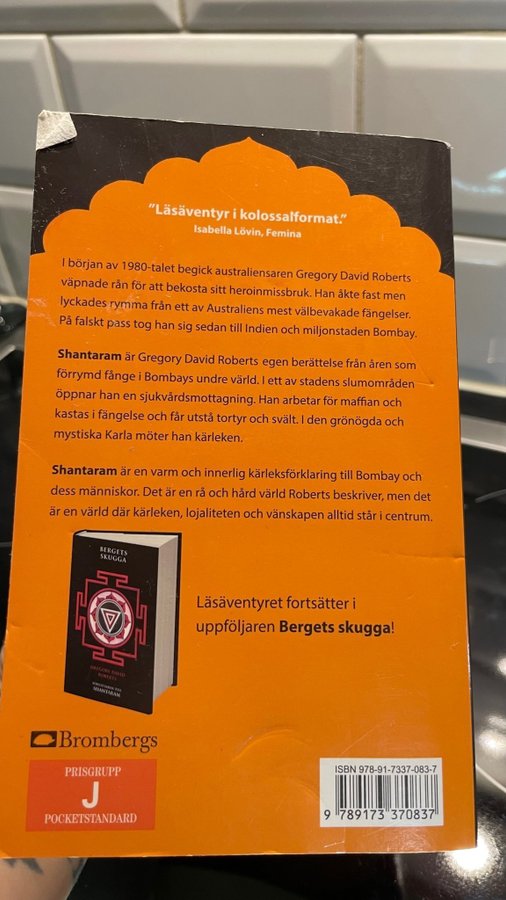 ”Läsäventyr i kolossalformat.”
Isabella Lövin, Femina
I början av 1980-talet begick australiensaren Gregory David Roberts
väpnade rån för att bekosta sitt heroinmissbruk. Han åkte fast men
lyckades rymma från ett av Australiens mest välbevakade fängelser.
På falskt pass tog han sig sedan till Indien och miljonstaden Bombay.
Shantaram är Gregory David Roberts egen berättelse från åren som
förrymd fånge i Bombays undre värld. I ett av stadens slumområden
öppnar han en sjukvårdsmottagning. Han arbetar för maffian och
kastas i fängelse och får utstå tortyr och svält. I den grönögda och
mystiska Karla möter han kärleken.
Shantaram är en varm och innerlig kärleksförklaring till Bombay och
dess människor. Det är en rå och hård värld Roberts beskriver, men det
är en värld där kärleken, lojaliteten och vänskapen alltid står i centrum.
BERGETS
SKUGGA
GREGORY DAVID
ROBERTS
SHANTARAM
Läsäventyret fortsätter i
uppföljaren Bergets skugga!
Brombergs
PRISGRUPP
J
POCKETSTANDARD
ISBN 978-91-7337-083-7
9 789173 370837